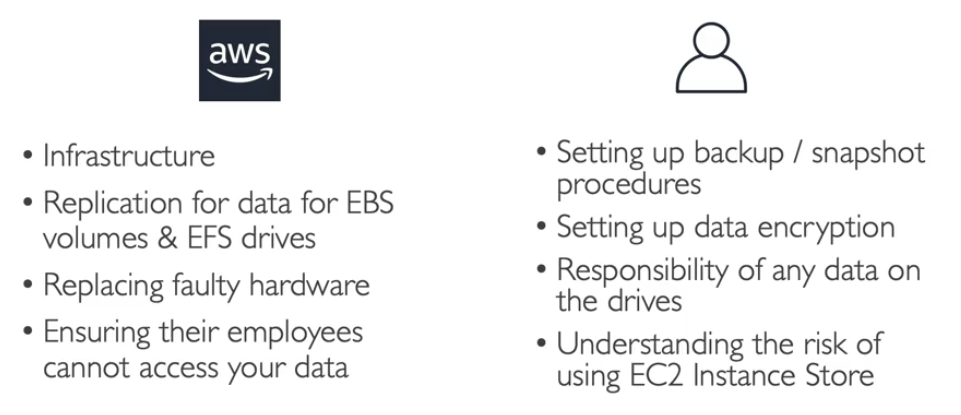 aws
• Infrastructure
• Replication for data for EBS
volumes & EFS drives
• Replacing faulty hardware
• Ensuring their employees
cannot access your data
• Setting up backup / snapshot
procedures
• Setting up data encryption
• Responsibility of any data on
the drives
• Understanding the risk of
using EC2 Instance Store